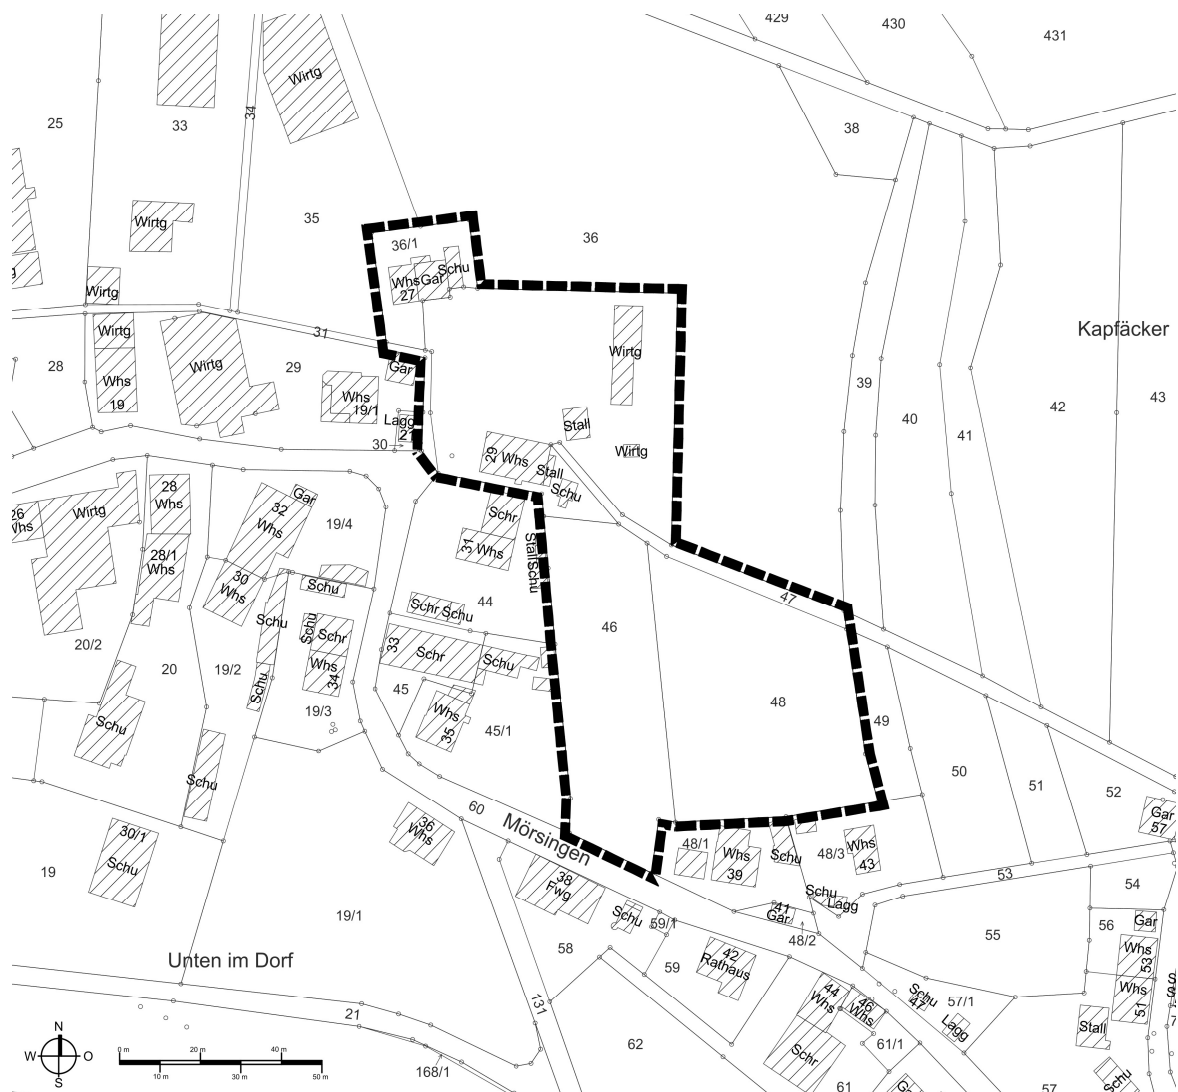 429
430
431
25
33
34
Wirtg
38
Wirtg
35
36/1
36
Whs
Gar
Schu
27
Kapfäcker
Wirtg
31
Wirtg
28
Whs
19
Wirtg
29
Gar
Whs
19/1
Lagg
21
30
Wirtg
39
40
41
42
43
Stall
Wirtg
29
Whs
Stall
Schu
28
Whs
26
Whs
Wirtg
32
Gar
Whs
19/4
Schr
31
Whs
StallSchu
28/1
Whs
30
Whs
Schu
Schu
Schu
Schr
Whs
34
44
Schr
Schu
33
Schr
Schu
46
47
20/2
20
19/2
Schu
19/3
45
Whs
35
45/1
48
49
50
51
52
Schu
Schu
60
Mörsingen
36
Whs
48/1
Whs
39
Schu
48/3
Whs
43
Gar
57
30/1
Schu
19
38
Fwg
Schu
59/1
Schu
Lagg
41
Gar
48/2
53
54
19/1
55
56
Gar
Whs
53
Whs
51
Unten im Dorf
58
59
42
Rathaus
44
Whs
46
Whs
Schu
47
57/1
Lagg
Stall
21
131
62
Schr
61/1
61
57
Schu
168/1
N
W
O
S
0 m
20 m
40 m
10 m
30 m
50 m